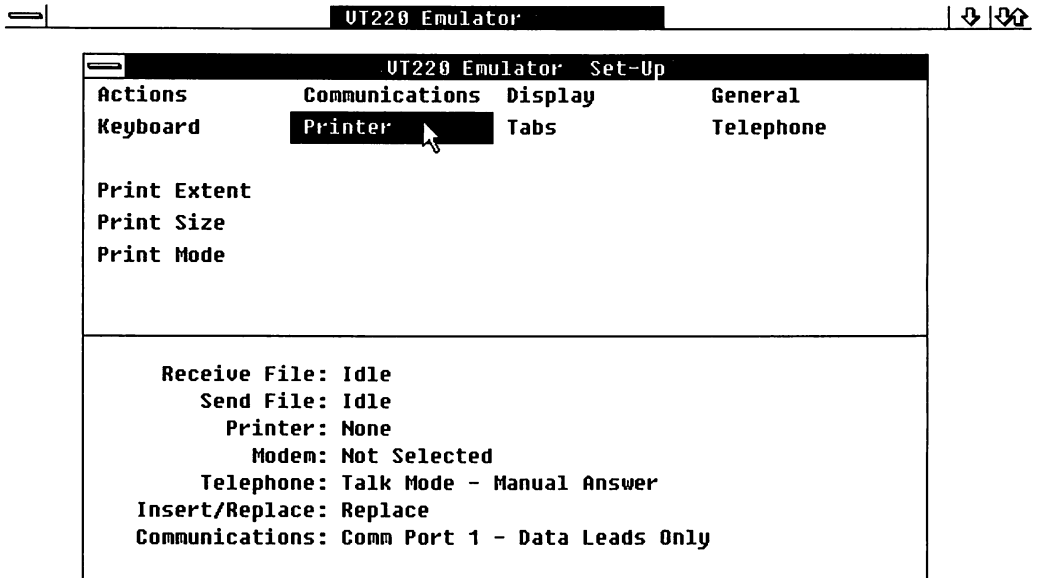 VT220 Emulator
VT220 Emulator Set-Up
Actions Communications Display General
Keyboard Printer Tabs Telephone
Print Extent
Print Size
Print Mode
Receive File: Idle
Send File: Idle
Printer: None
Modem: Not Selected
Telephone: Talk Mode - Manual Answer
Insert/Replace: Replace
Communications: Comm Port 1 - Data Leads Only